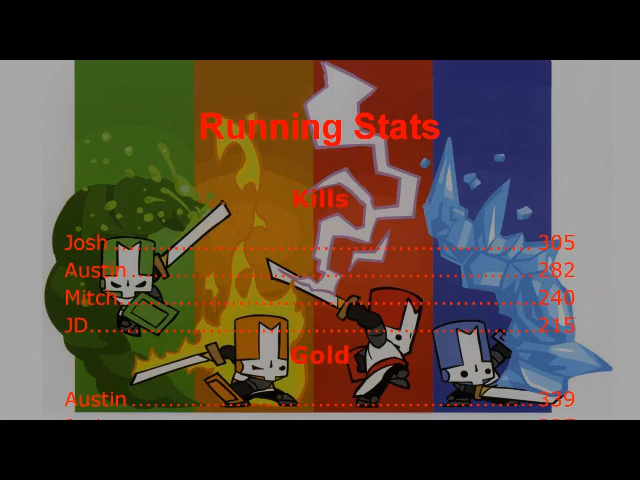 Running Stats
Kills
Josh 305
Austin 282
Mitch 240
JD 215
Gold
Austin 339